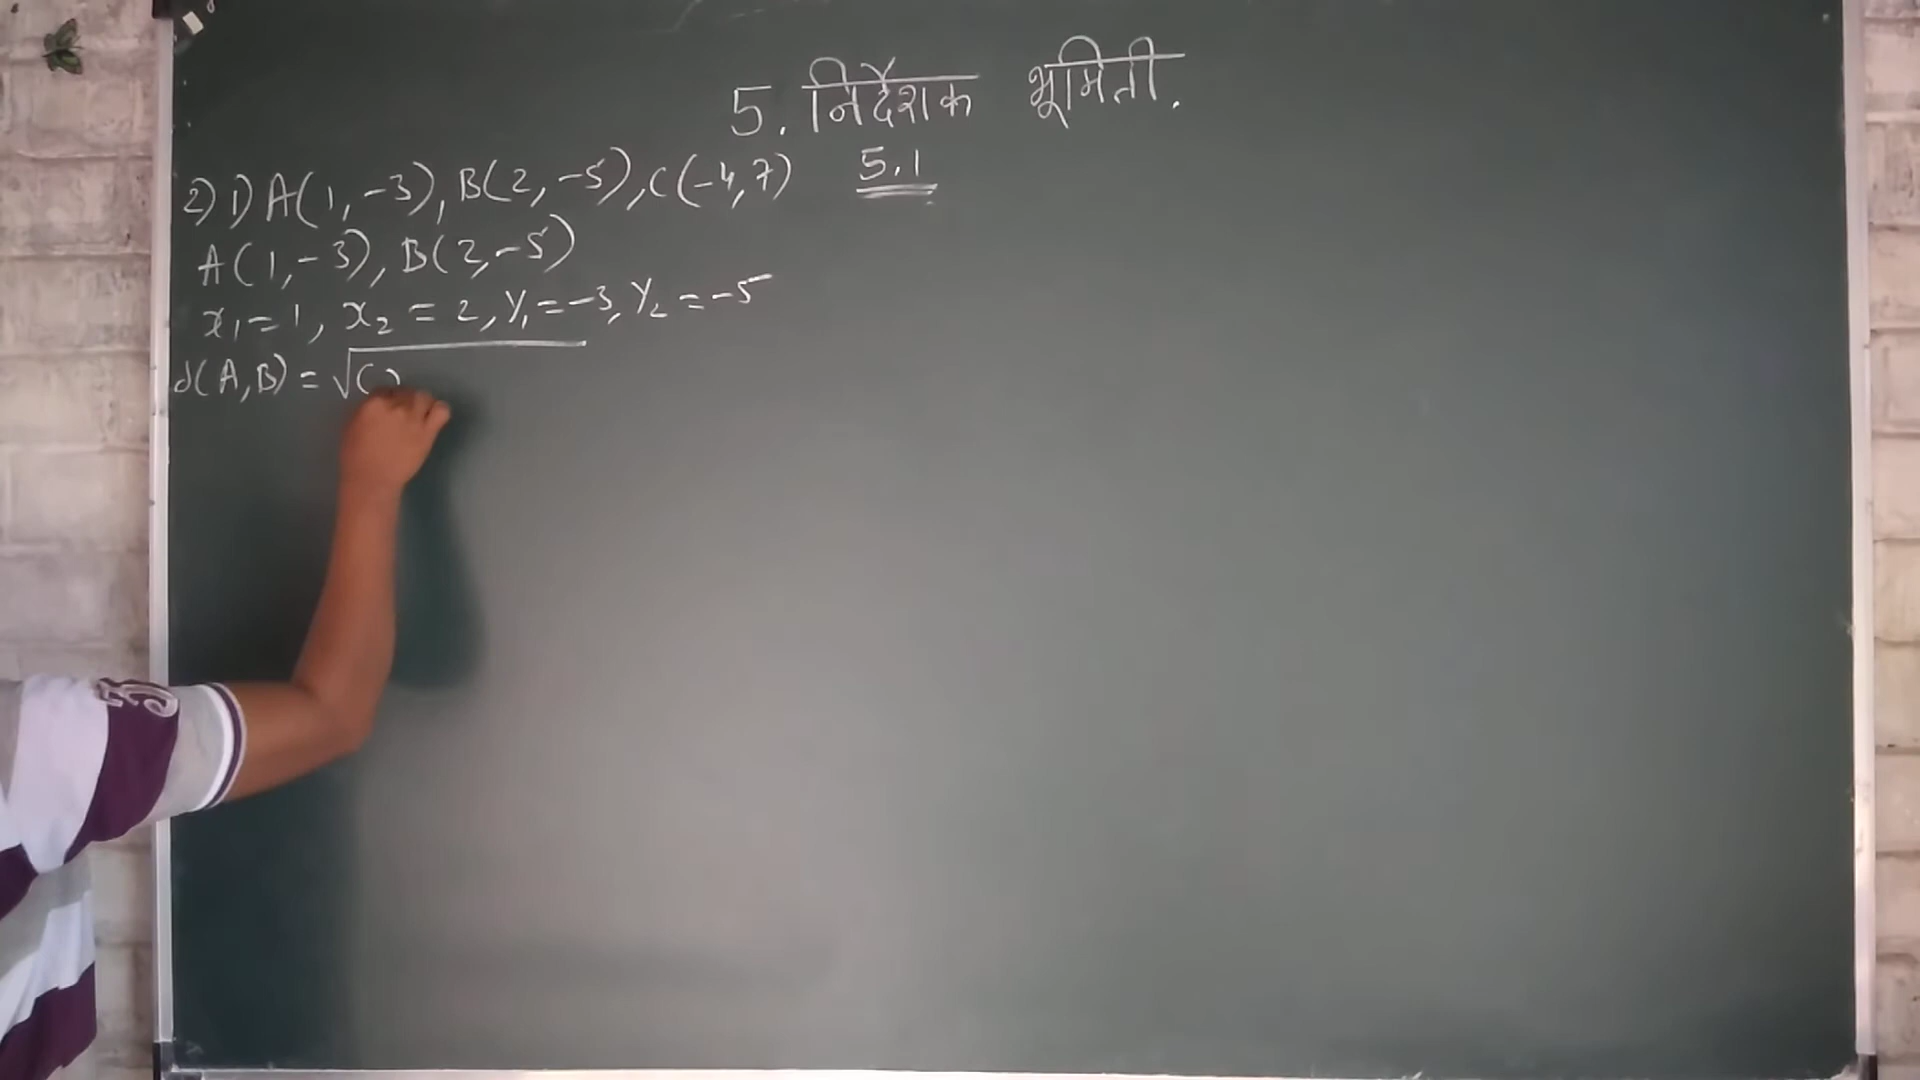 5. निर्देशक भूमिती.
5.1
2) 1) A(1,-3), B(2,-5), C(-4,7)
A(1,-3), B(2,-5)
x₁=1, x₂=2, y₁=-3, y₂=-5
d(A,B) = √(